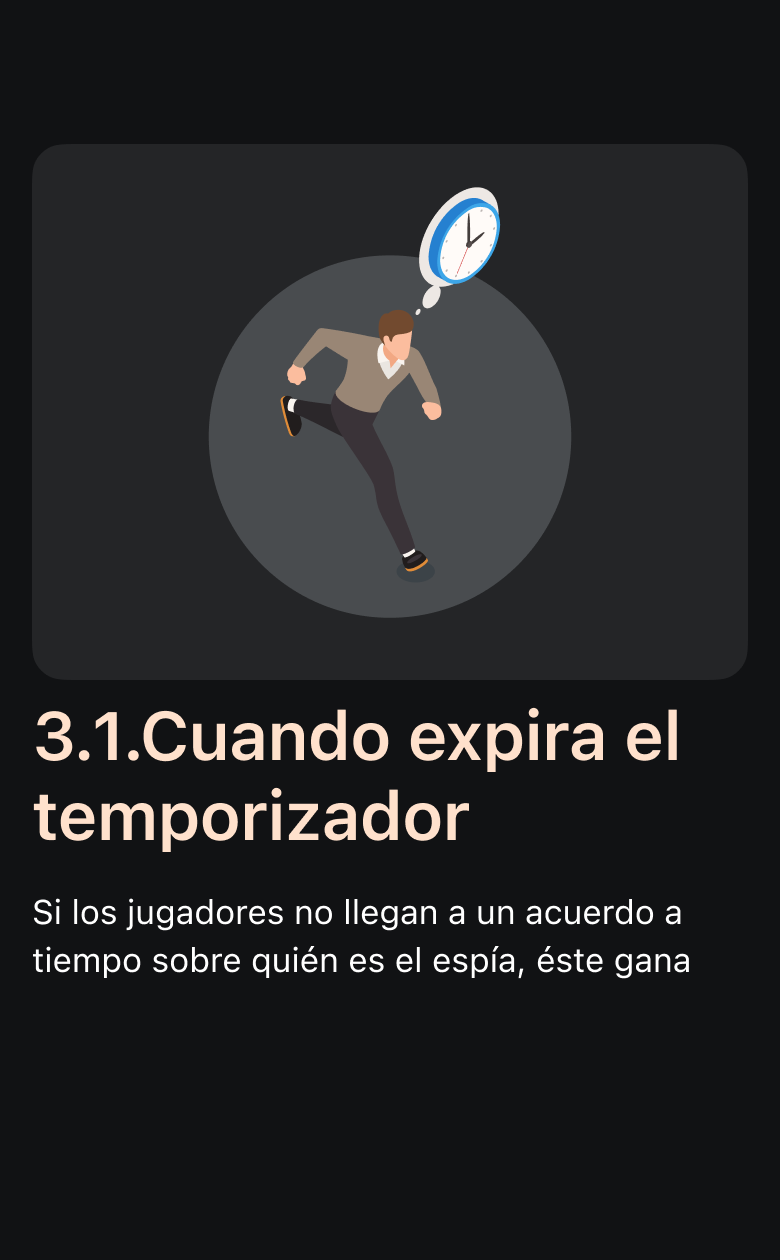 3.1.Cuando expira el
temporizador
Si los jugadores no llegan a un acuerdo a
tiempo sobre quién es el espía, éste gana